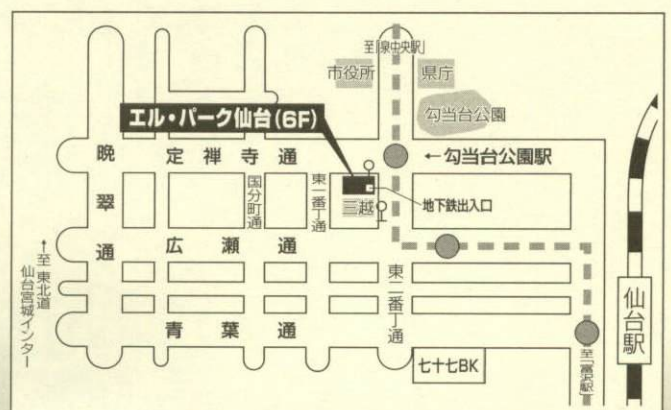 至「泉中央駅」
市役所
県庁
勾当台公園
エル・パーク仙台(6F)
←勾当台公園駅
定禅寺通
晩翠通
国分町通
東一番丁通
三越
地下鉄出入口
広瀬通
←至 東北道
仙台宮城インター
東二番丁通
青葉通
七十七BK
至「富沢駅」
仙台駅